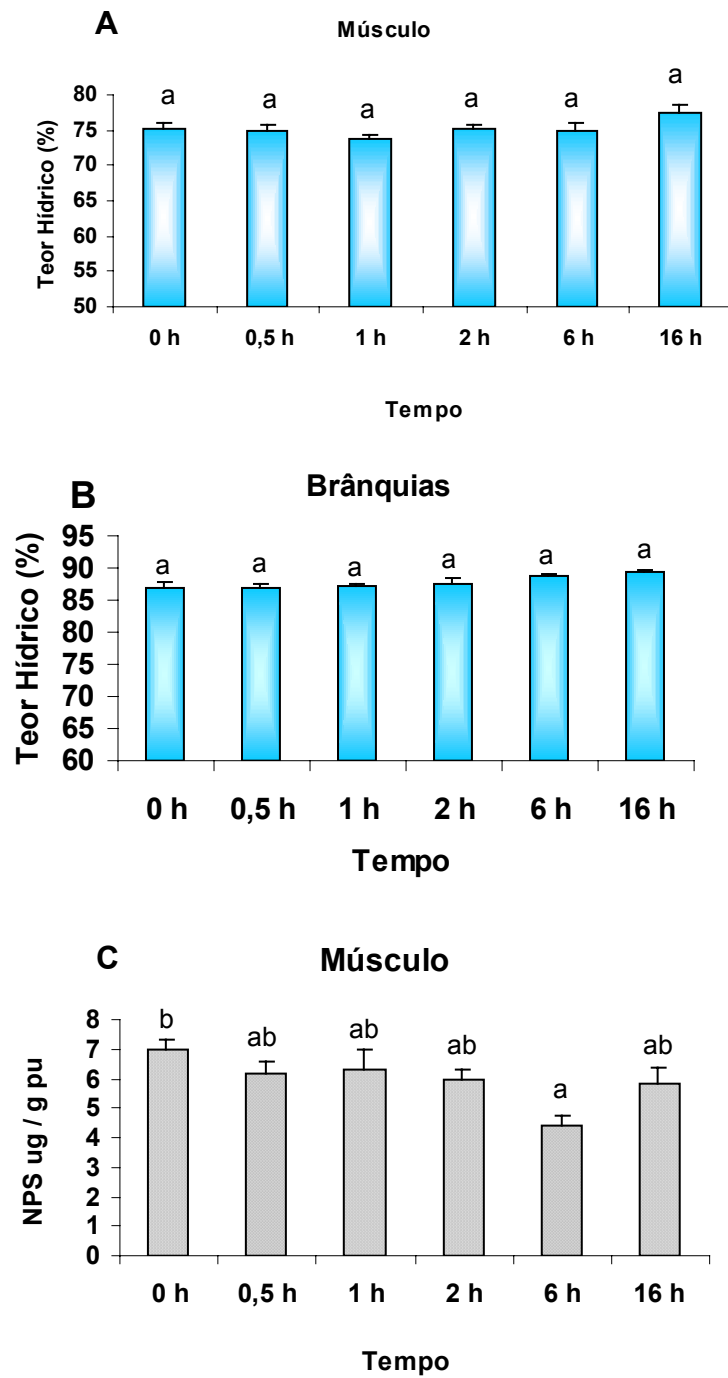 A
Músculo
Teor Hídrico (%)
80
75
70
65
60
55
50
a a a a a a
0 h 0,5 h 1 h 2 h 6 h 16 h
Tempo
B
Brânquias
Teor Hídrico (%)
95
90
85
80
75
70
65
60
a a a a a a
0 h 0,5 h 1 h 2 h 6 h 16 h
Tempo
C
Músculo
NPS ug / g pu
8
7
6
5
4
3
2
1
0
b ab ab ab a ab
0 h 0,5 h 1 h 2 h 6 h 16 h
Tempo